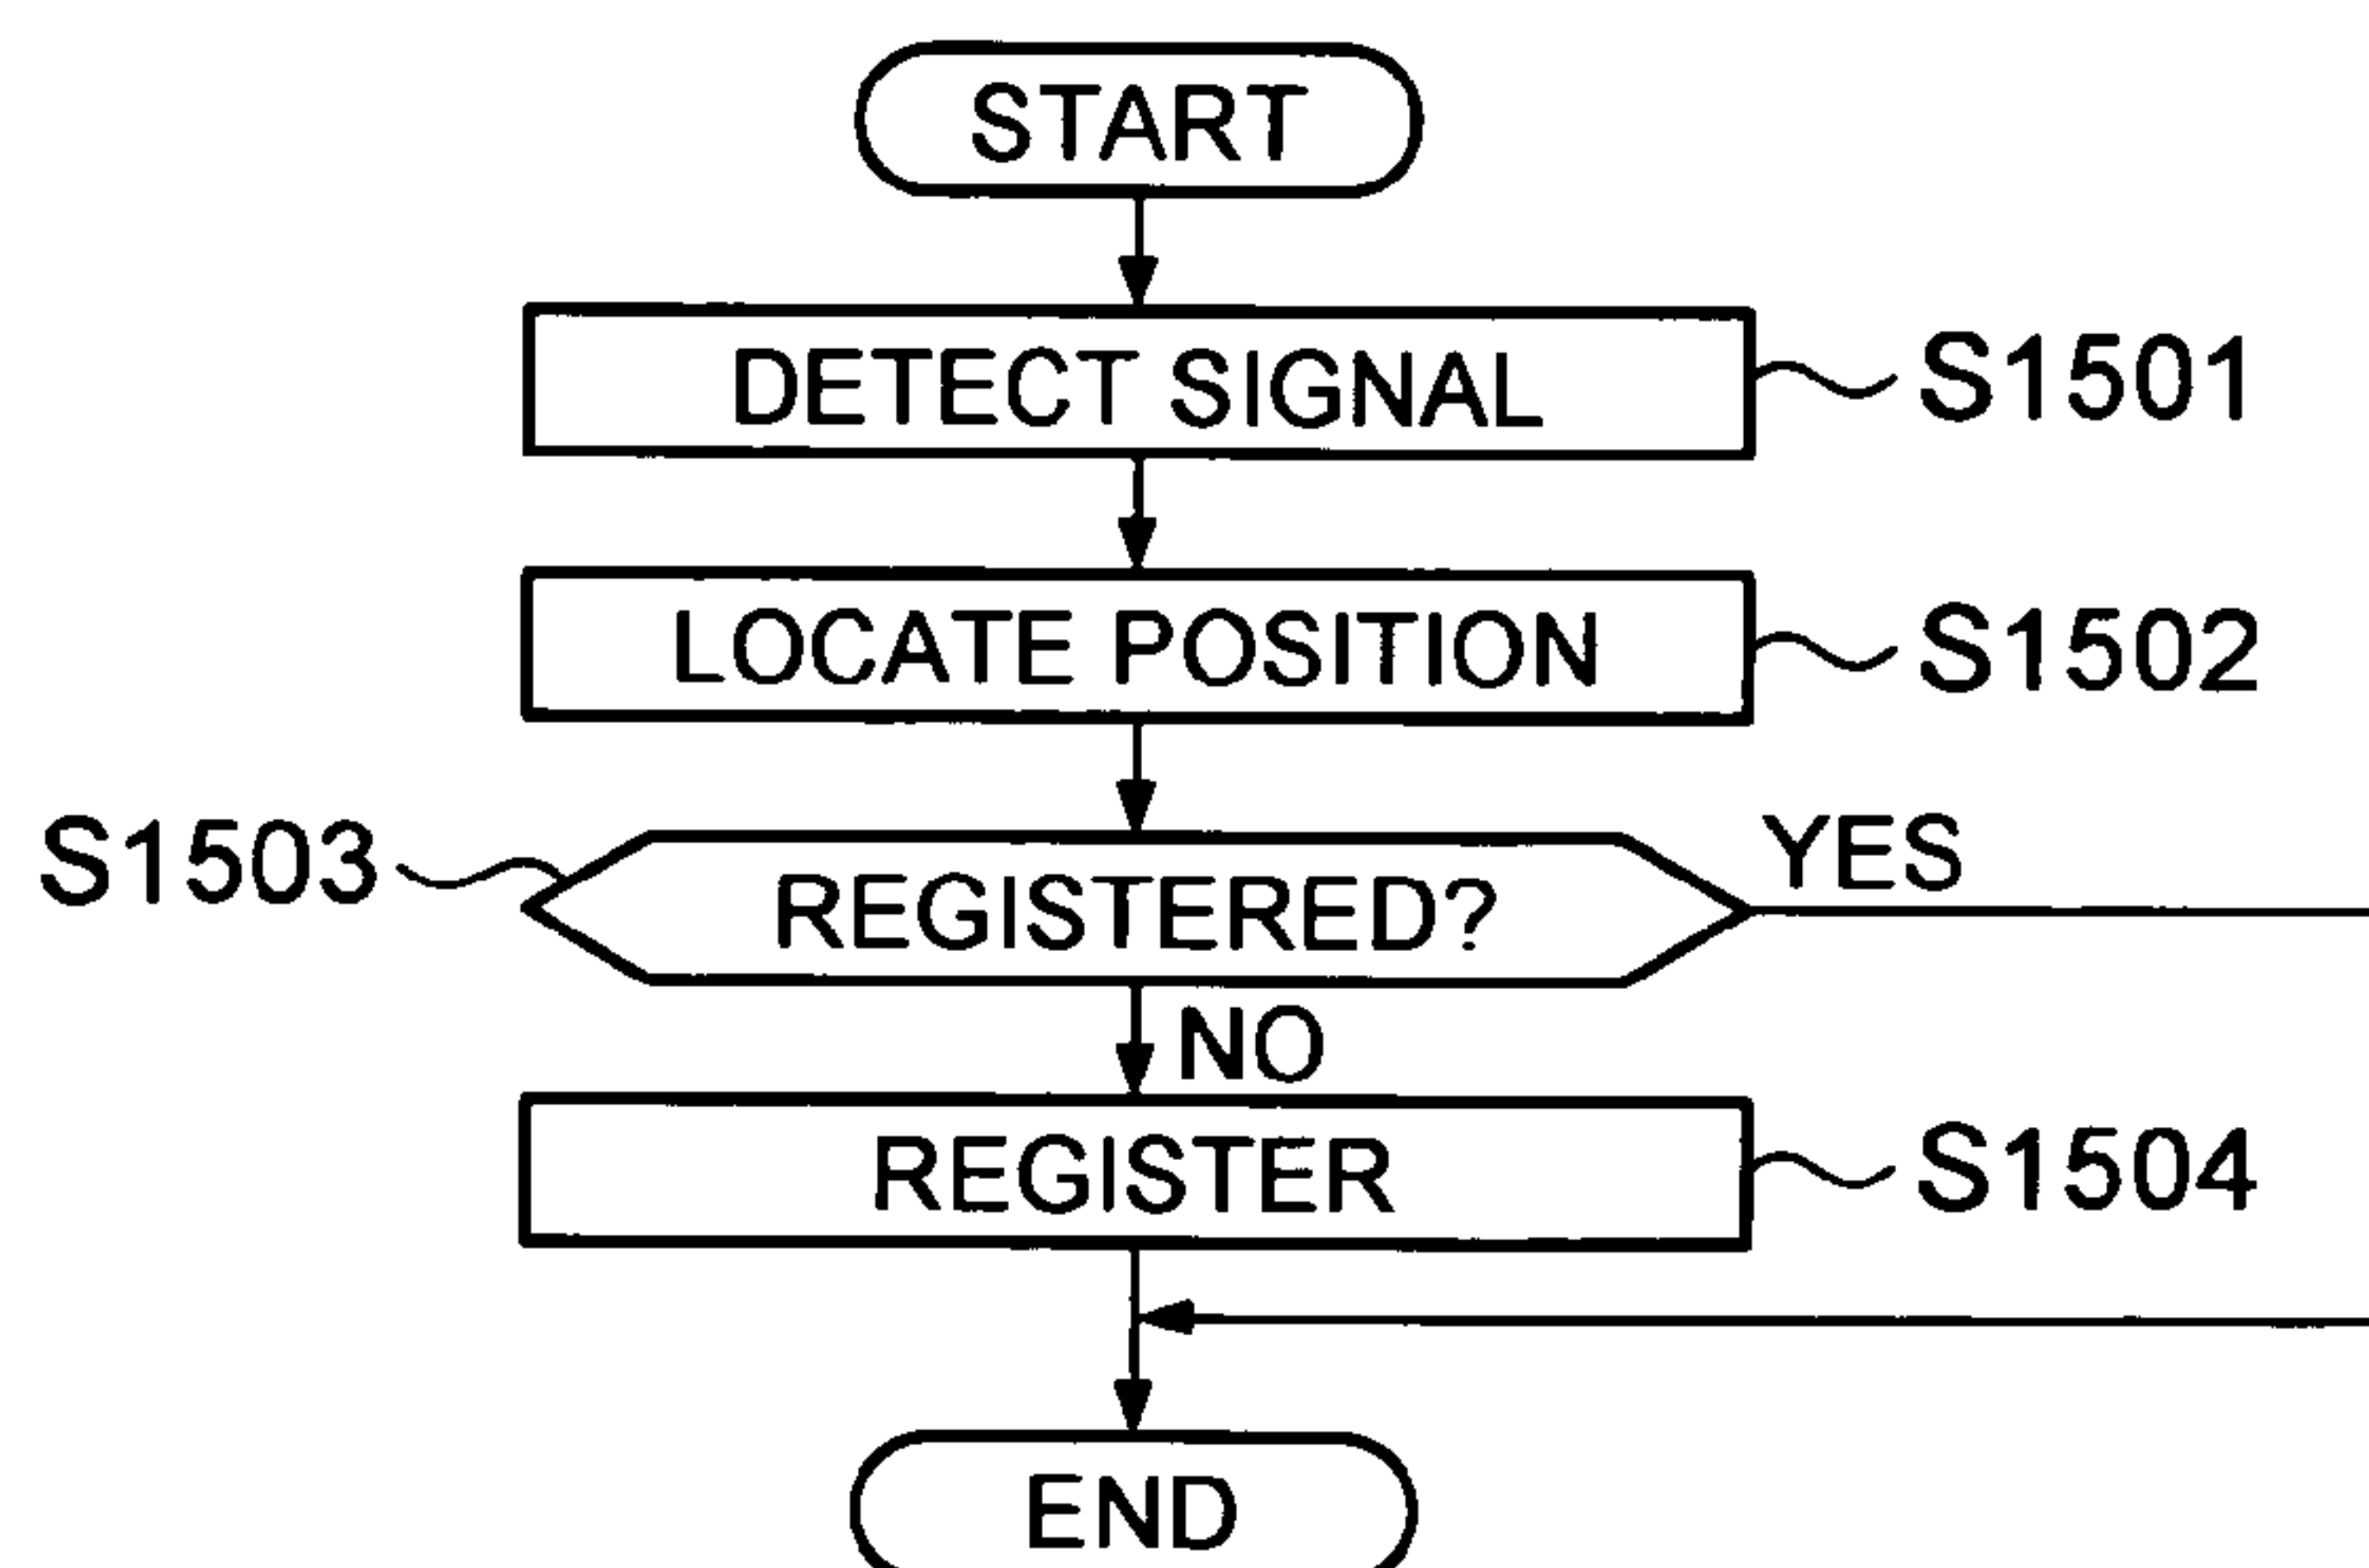 START
DETECT SIGNAL
S1501
LOCATE POSITION
S1502
S1503
REGISTERED?
YES
NO
REGISTER
S1504
END